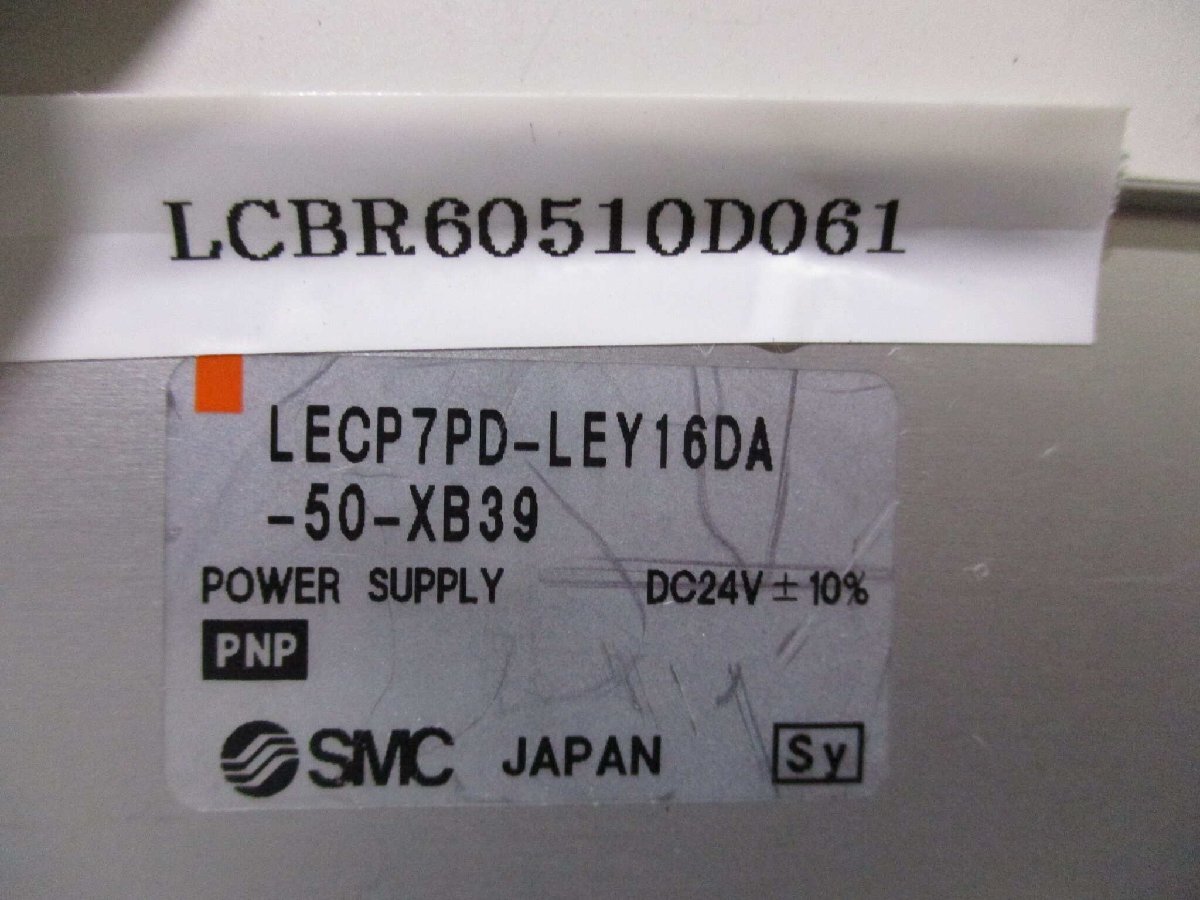 LCBR60510D061
LECP7PD-LEY16DA
-50-XB39
POWER SUPPLY DC24V±10%
PNP
SMC JAPAN Sy